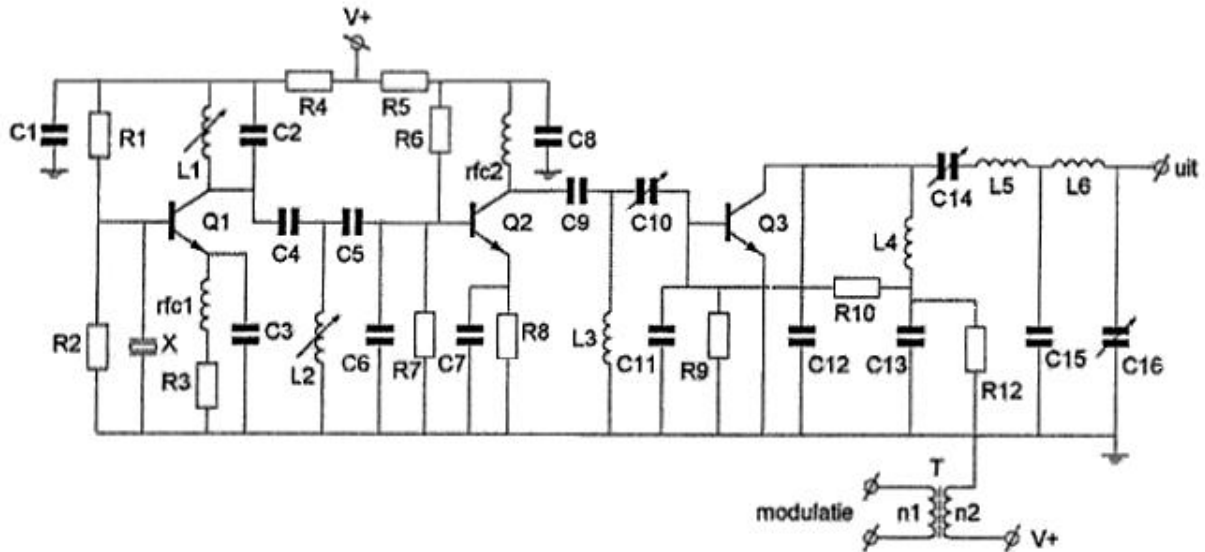 V+
R4 R5
C1 R1 C2 R6 C8
L1 rfc2
C14 L5 L6 uit
Q1 Q2 C9 C10 Q3
C4 C5 L4
rfc1
R10
R2 X C3 R8 L3
L2 C6 R7 C7 C11 R9 C12 C13 C15 C16
R3 R12
T
modulatie n1 n2
V+